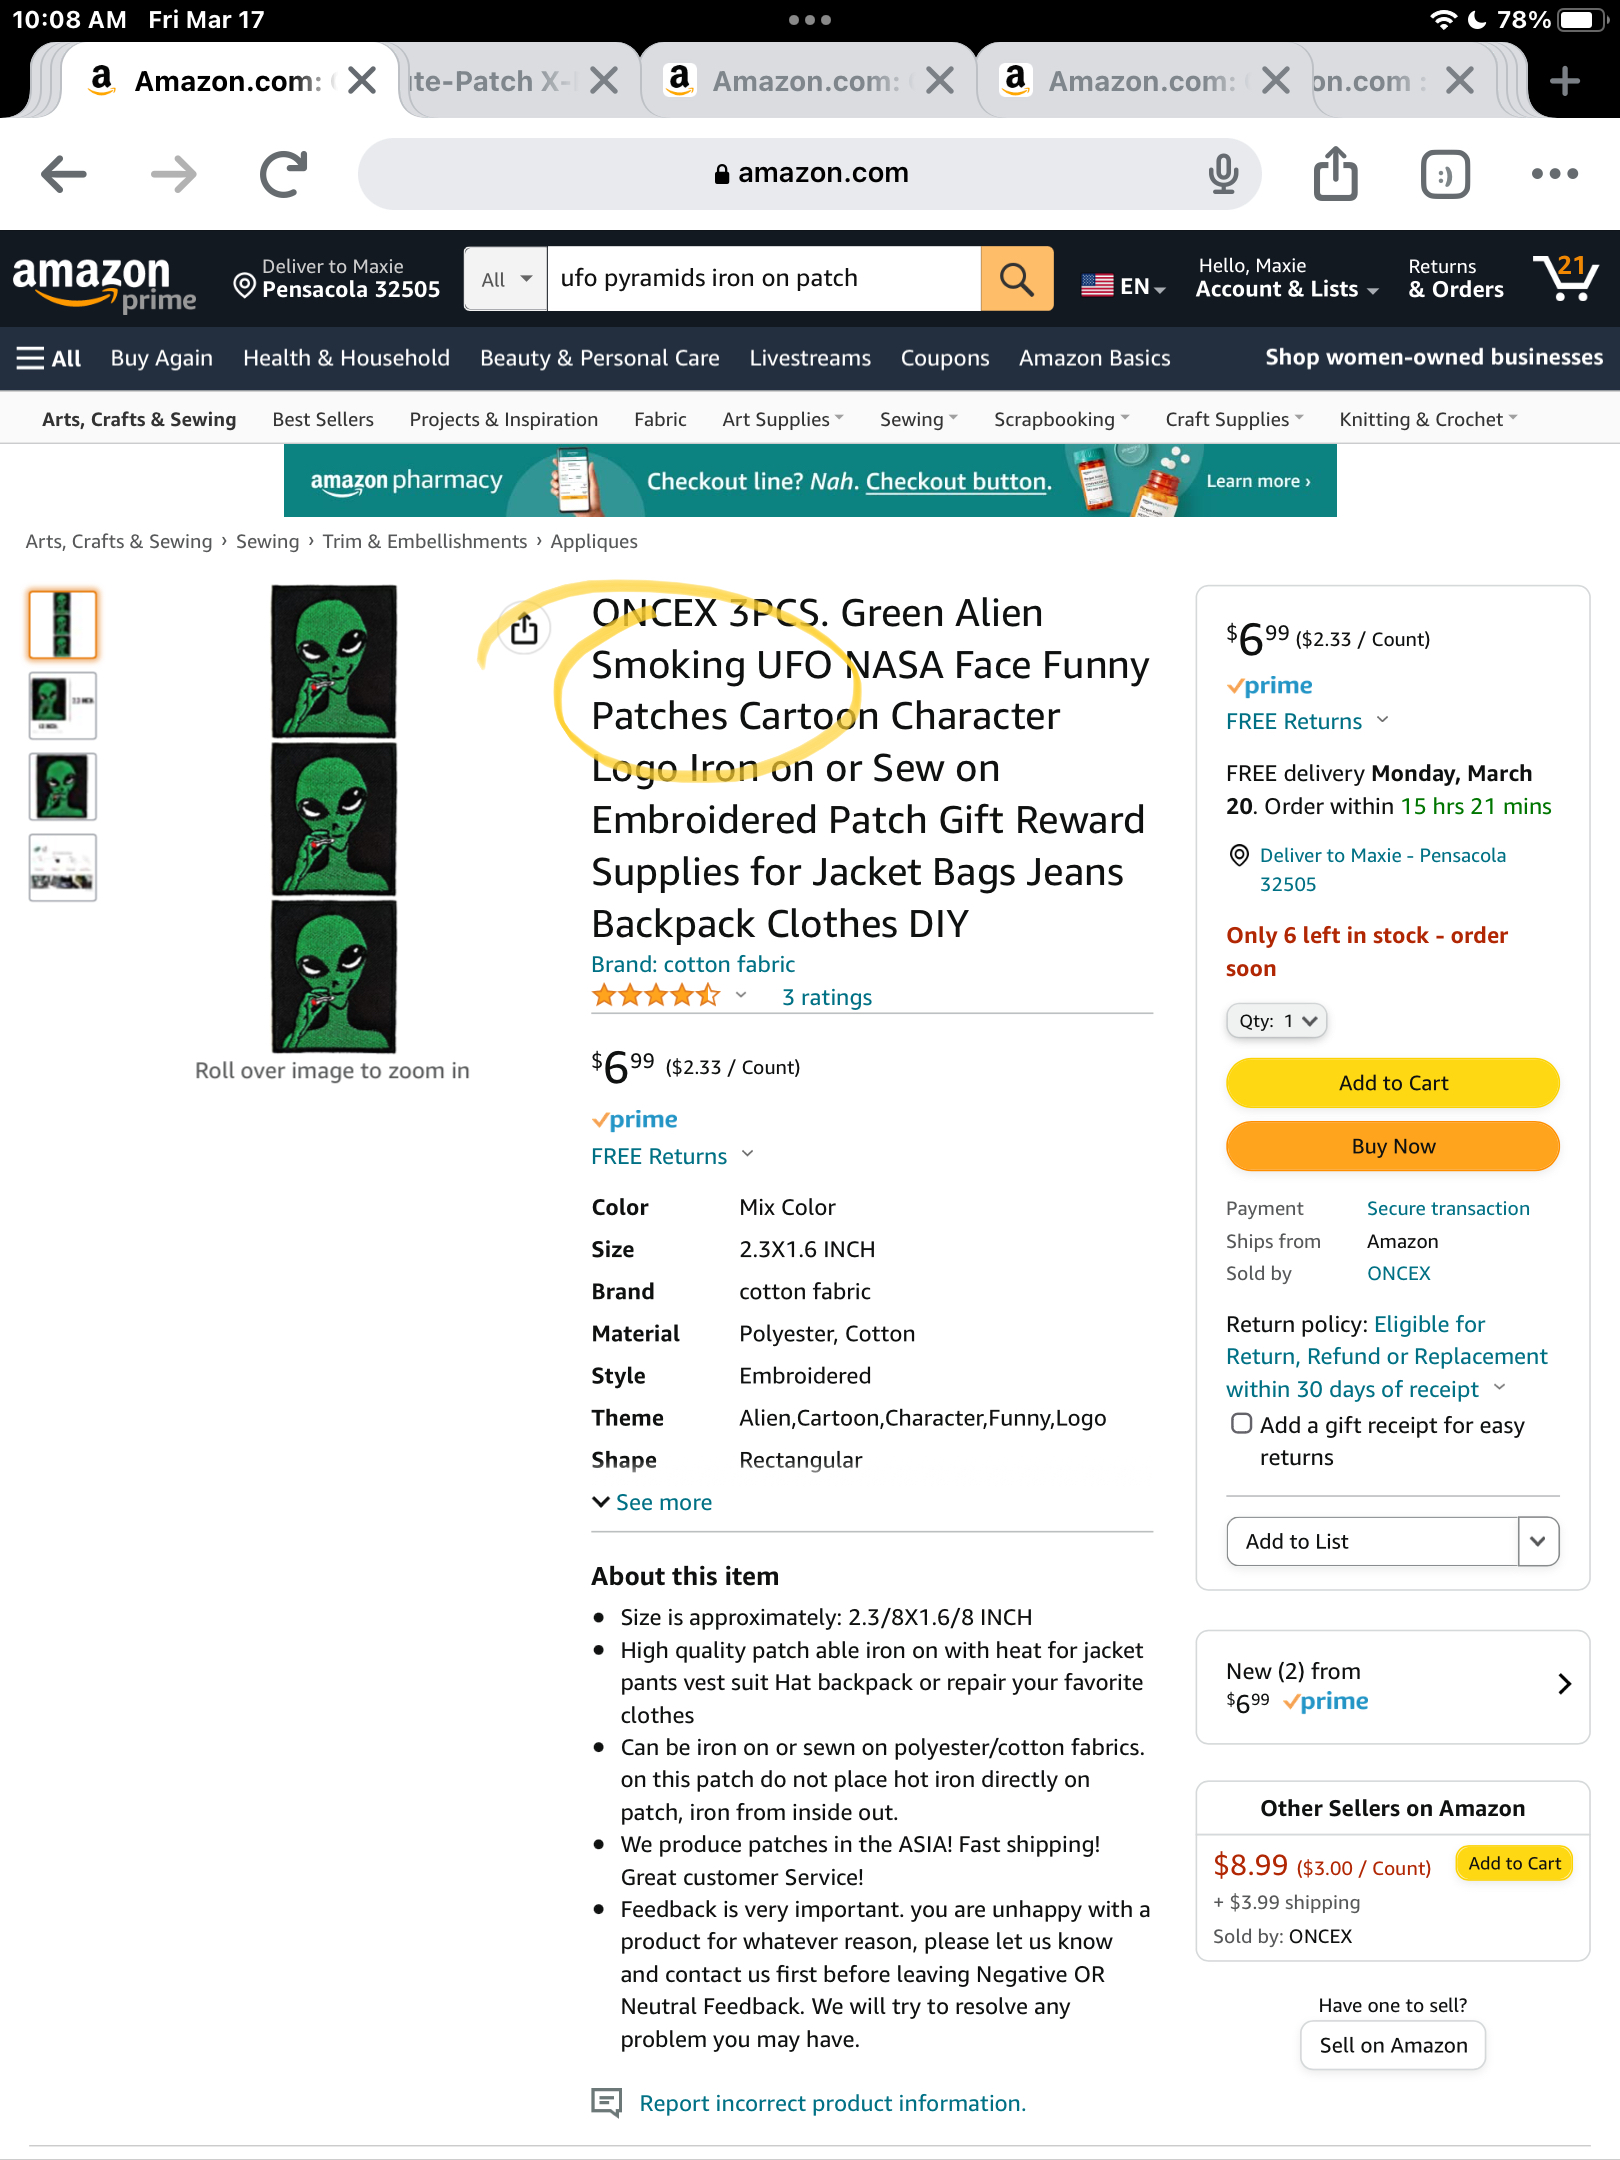 10:08 AM Fri Mar 17
78%
Amazon.com:
te-Patch X-
Amazon.com:
Amazon.com:
on.com :
amazon.com
amazon prime
Deliver to Maxie
Pensacola 32505
All
ufo pyramids iron on patch
EN
Hello, Maxie
Account & Lists
Returns
& Orders
21
All Buy Again Health & Household Beauty & Personal Care Livestreams Coupons Amazon Basics Shop women-owned businesses
Arts, Crafts & Sewing Best Sellers Projects & Inspiration Fabric Art Supplies Sewing Scrapbooking Craft Supplies Knitting & Crochet
amazon pharmacy Checkout line? Nah. Checkout button. Learn more ›
Arts, Crafts & Sewing › Sewing › Trim & Embellishments › Appliques
Roll over image to zoom in
ONCEX 3PCS. Green Alien
Smoking UFO NASA Face Funny
Patches Cartoon Character
Logo Iron on or Sew on
Embroidered Patch Gift Reward
Supplies for Jacket Bags Jeans
Backpack Clothes DIY
Brand: cotton fabric
3 ratings
$6.99 ($2.33 / Count)
prime
FREE Returns
Color Mix Color
Size 2.3X1.6 INCH
Brand cotton fabric
Material Polyester, Cotton
Style Embroidered
Theme Alien,Cartoon,Character,Funny,Logo
Shape Rectangular
See more
About this item
• Size is approximately: 2.3/8X1.6/8 INCH
• High quality patch able iron on with heat for jacket
pants vest suit Hat backpack or repair your favorite
clothes
• Can be iron on or sewn on polyester/cotton fabrics.
on this patch do not place hot iron directly on
patch, iron from inside out.
• We produce patches in the ASIA! Fast shipping!
Great customer Service!
• Feedback is very important. you are unhappy with a
product for whatever reason, please let us know
and contact us first before leaving Negative OR
Neutral Feedback. We will try to resolve any
problem you may have.
Report incorrect product information.
$6.99 ($2.33 / Count)
prime
FREE Returns
FREE delivery Monday, March
20. Order within 15 hrs 21 mins
Deliver to Maxie - Pensacola
32505
Only 6 left in stock - order
soon
Qty: 1
Add to Cart
Buy Now
Payment Secure transaction
Ships from Amazon
Sold by ONCEX
Return policy: Eligible for
Return, Refund or Replacement
within 30 days of receipt
Add a gift receipt for easy
returns
Add to List
New (2) from
$6.99 prime
Other Sellers on Amazon
$8.99 ($3.00 / Count) Add to Cart
+ $3.99 shipping
Sold by: ONCEX
Have one to sell?
Sell on Amazon